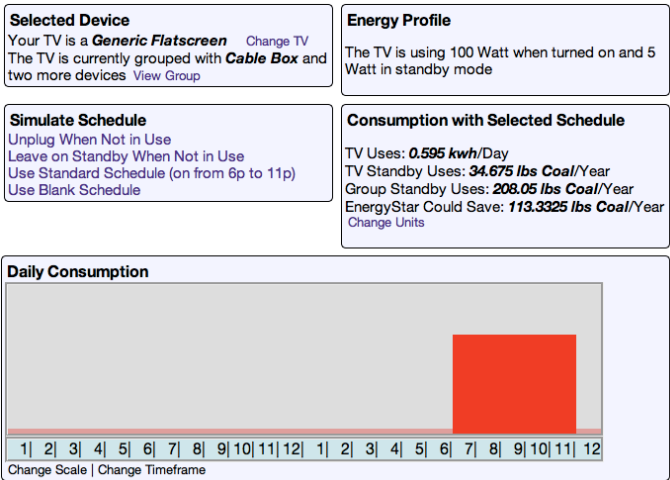 Selected Device
Your TV is a Generic Flatscreen Change TV
The TV is currently grouped with Cable Box and
two more devices View Group
Energy Profile
The TV is using 100 Watt when turned on and 5
Watt in standby mode
Simulate Schedule
Unplug When Not in Use
Leave on Standby When Not in Use
Use Standard Schedule (on from 6p to 11p)
Use Blank Schedule
Consumption with Selected Schedule
TV Uses: 0.595 kwh/Day
TV Standby Uses: 34.675 lbs Coal/Year
Group Standby Uses: 208.05 lbs Coal/Year
EnergyStar Could Save: 113.3325 lbs Coal/Year
Change Units
Daily Consumption
1| 2| 3| 4| 5| 6| 7| 8| 9| 10| 11| 12| 1| 2| 3| 4| 5| 6| 7| 8| 9| 10| 11| 12
Change Scale | Change Timeframe